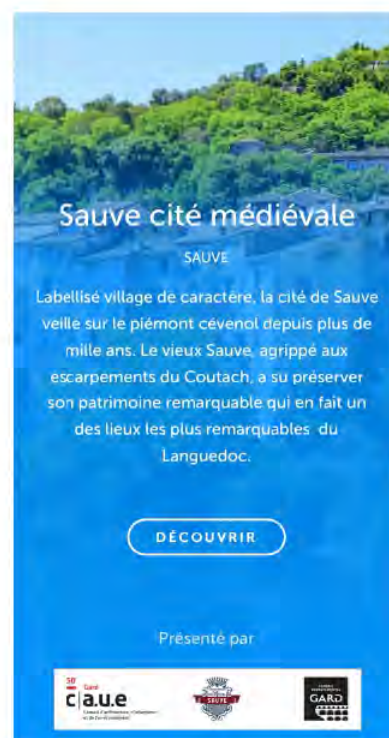 Sauve cité médiévale
SAUVE
Labellisé village de caractère, la cité de Sauve
veille sur le piémont cévenol depuis plus de
mille ans. Le vieux Sauve, agrippé aux
escarpements du Coutach, a su préserver
son patrimoine remarquable qui en fait un
des lieux les plus remarquables du
Languedoc.
DÉCOUVRIR
Présenté par
50
Gard
c|a.u.e
SAUVE
GARD